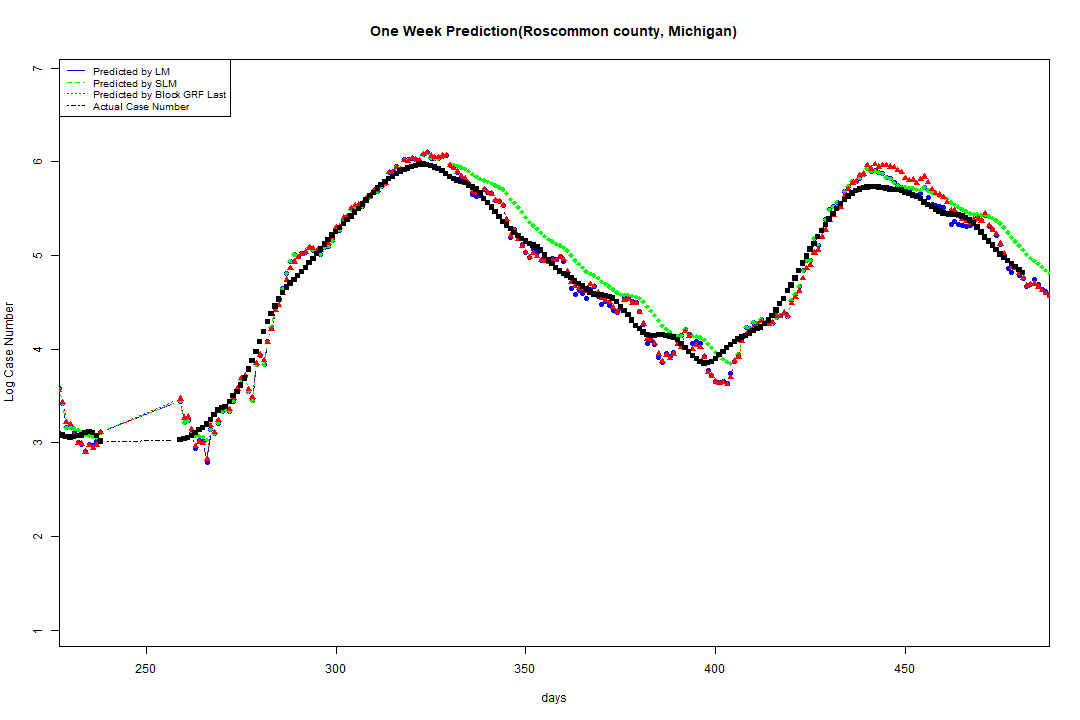 One Week Prediction(Roscommon county, Michigan)
Predicted by LM
Predicted by SLM
Predicted by Block GRF Last
Actual Case Number
Log Case Number
7
6
5
4
3
2
1
250 300 350 400 450
days